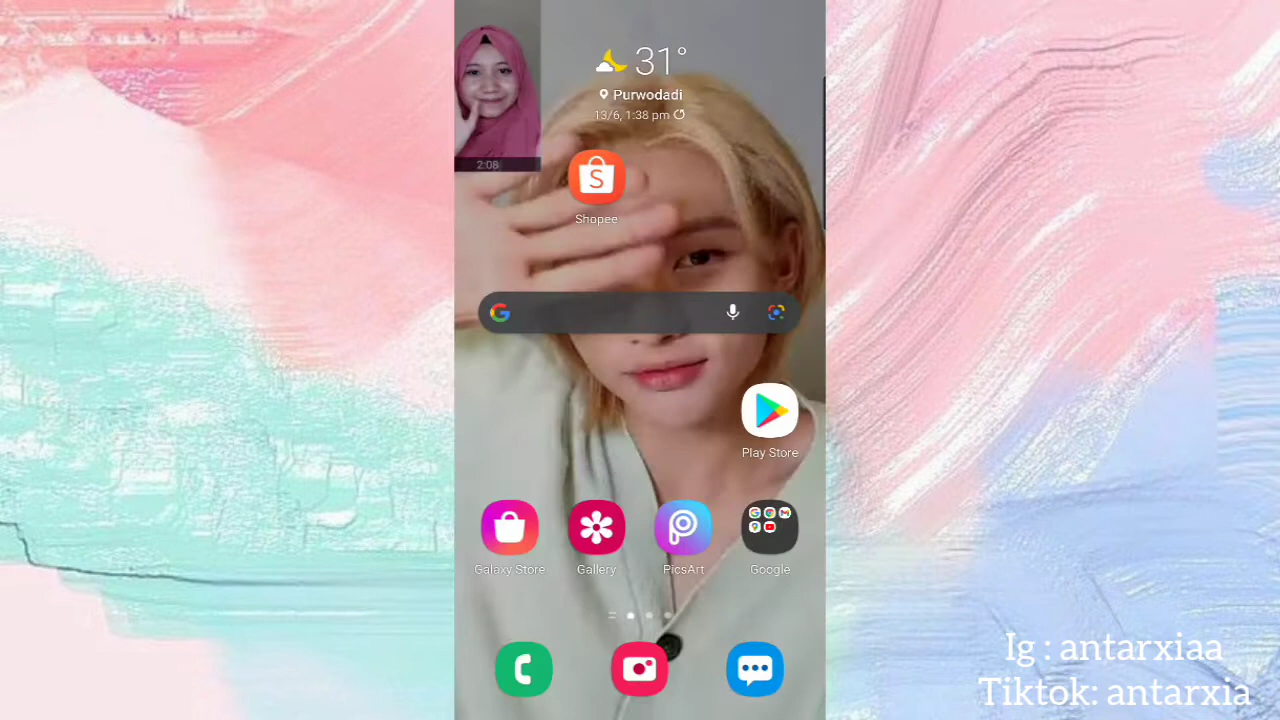 31°
Purwodadi
13/6, 1:38 pm
2:08
S
Shopee
G
Play Store
Galaxy Store
Gallery
PicsArt
Google
Ig : antarxiaa
Tiktok: antarxia